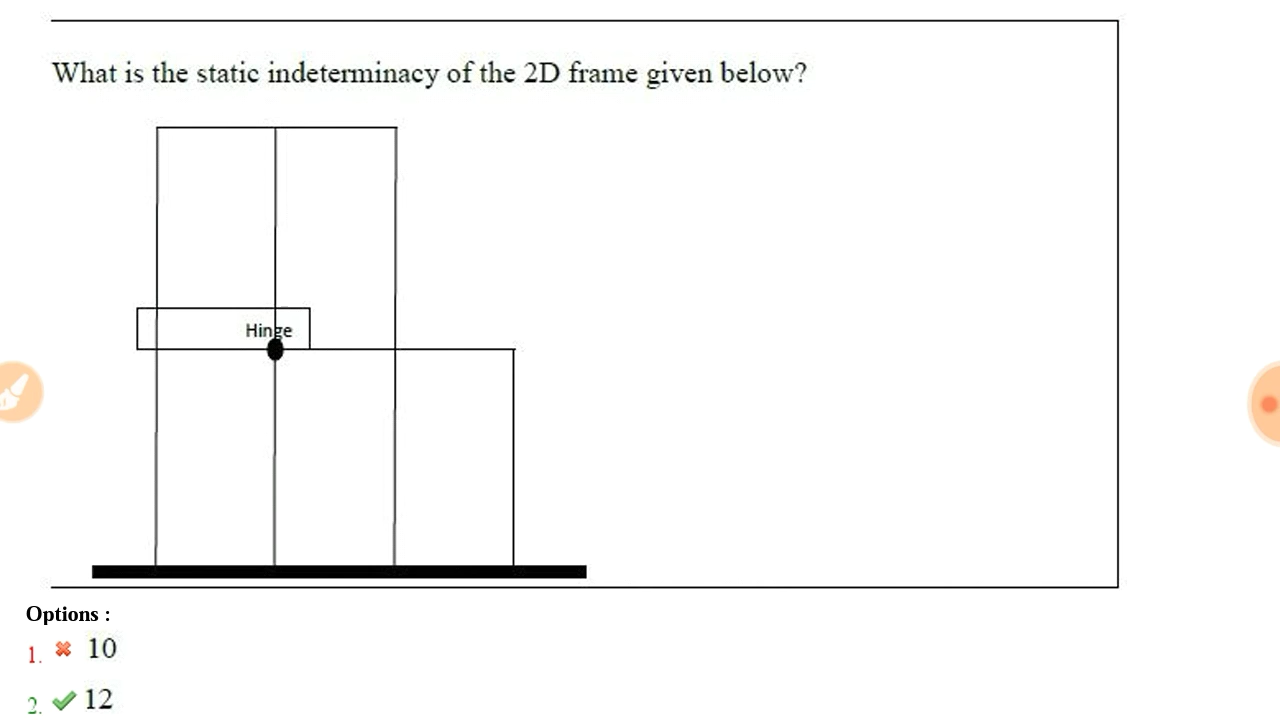 What is the static indeterminacy of the 2D frame given below?
Hinge
Options :
1. 10
2. 12